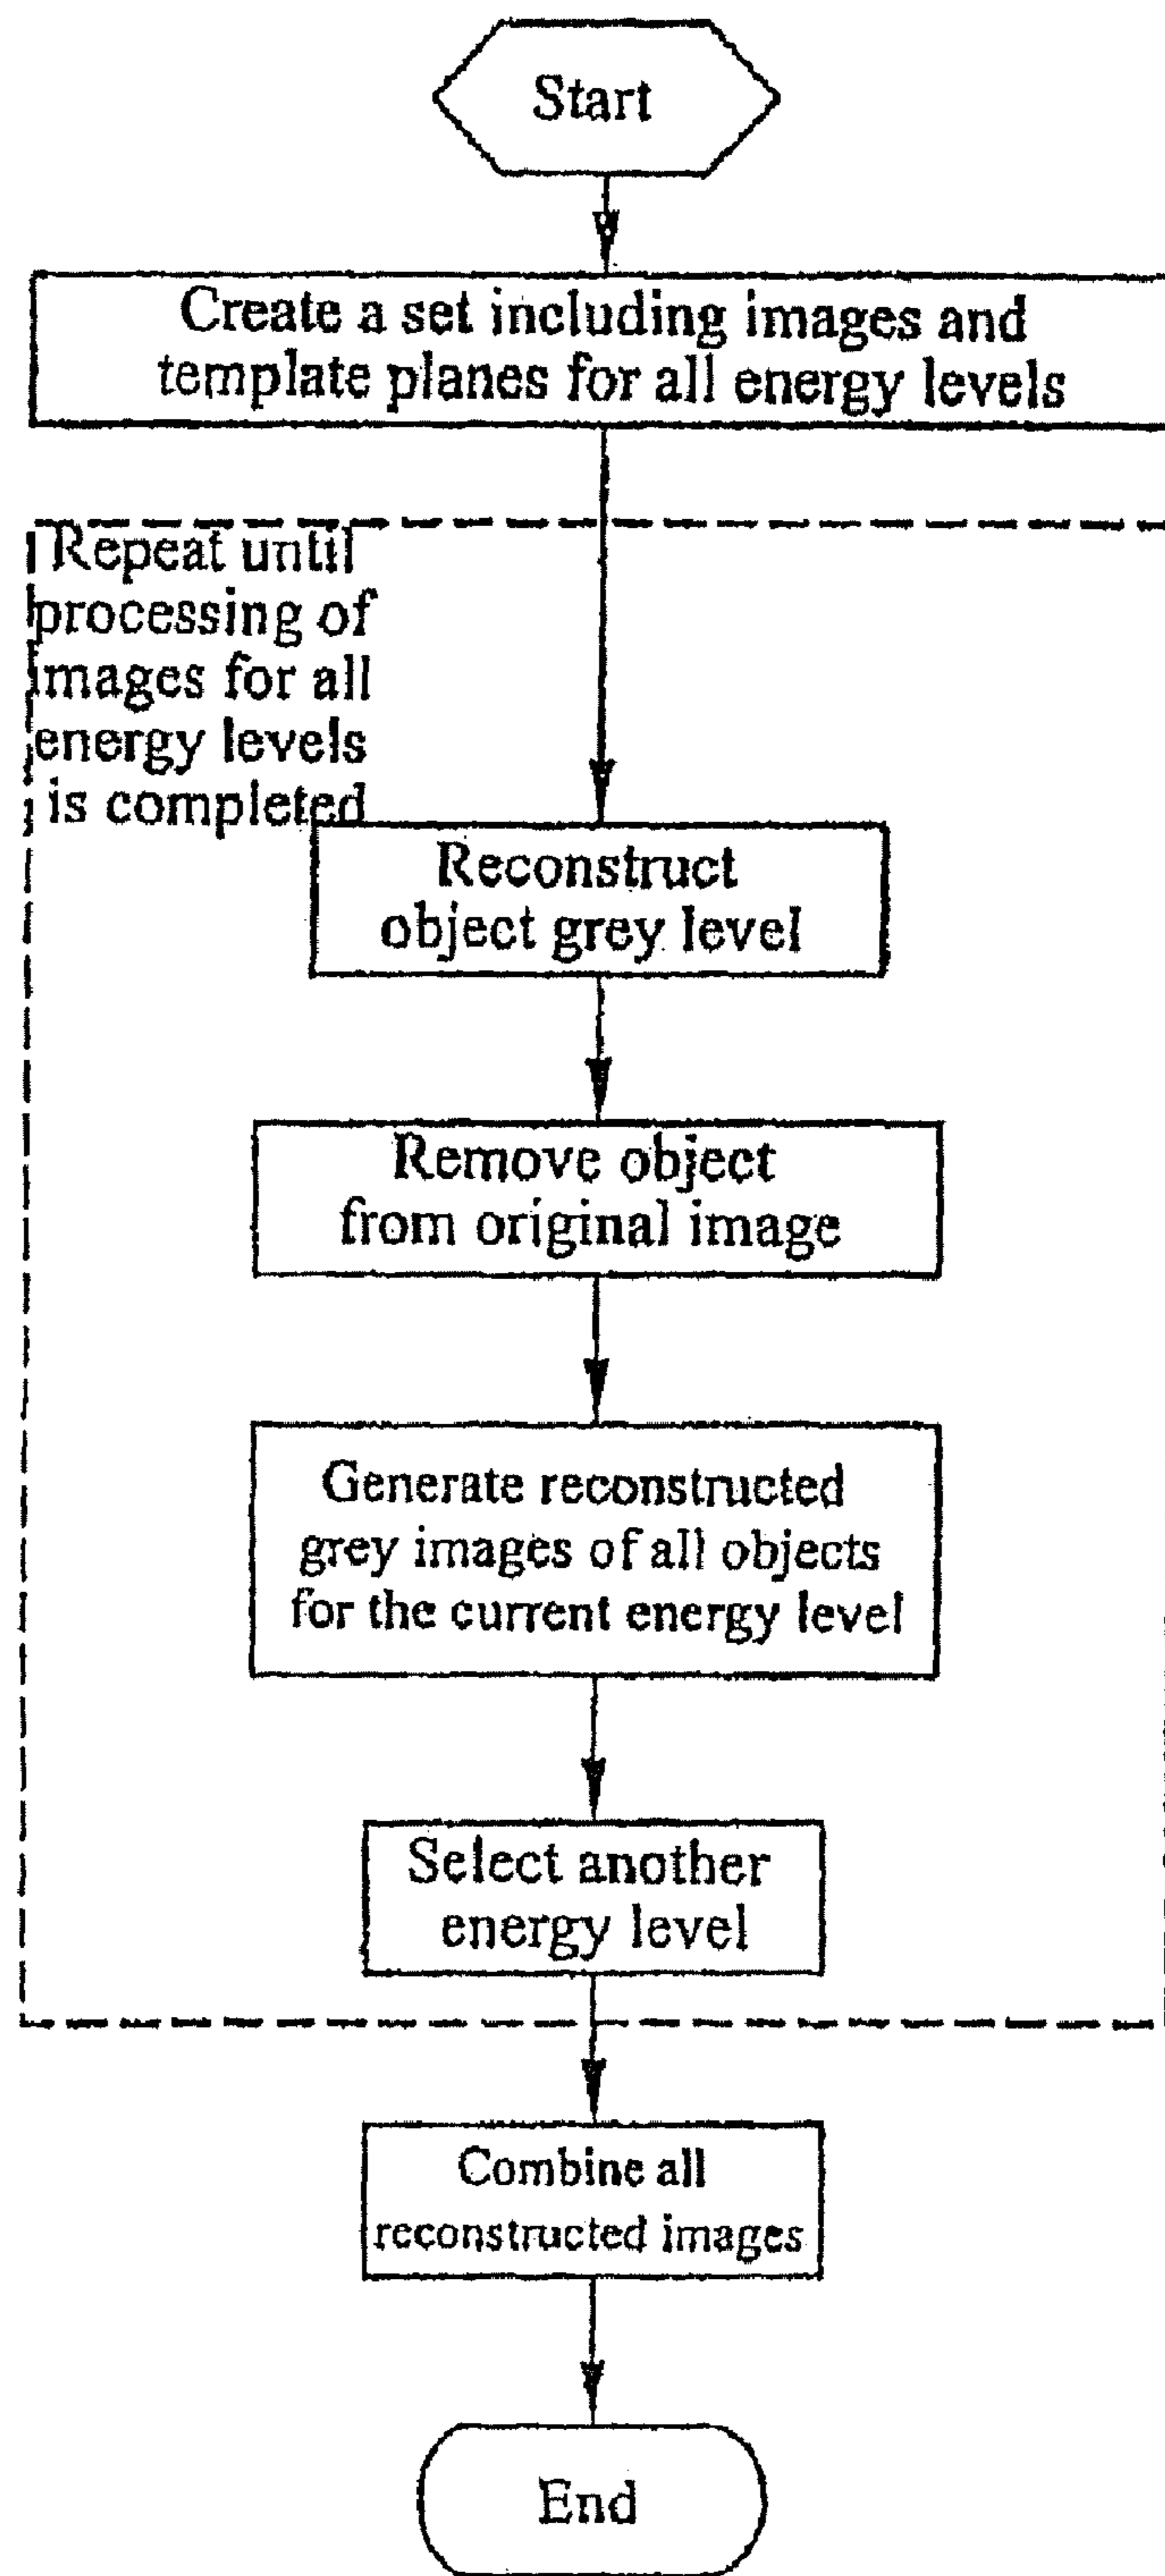 Start
Create a set including images and
template planes for all energy levels
Repeat until
processing of
images for all
energy levels
is completed
Reconstruct
object grey level
Remove object
from original image
Generate reconstructed
grey images of all objects
for the current energy level
Select another
energy level
Combine all
reconstructed images
End